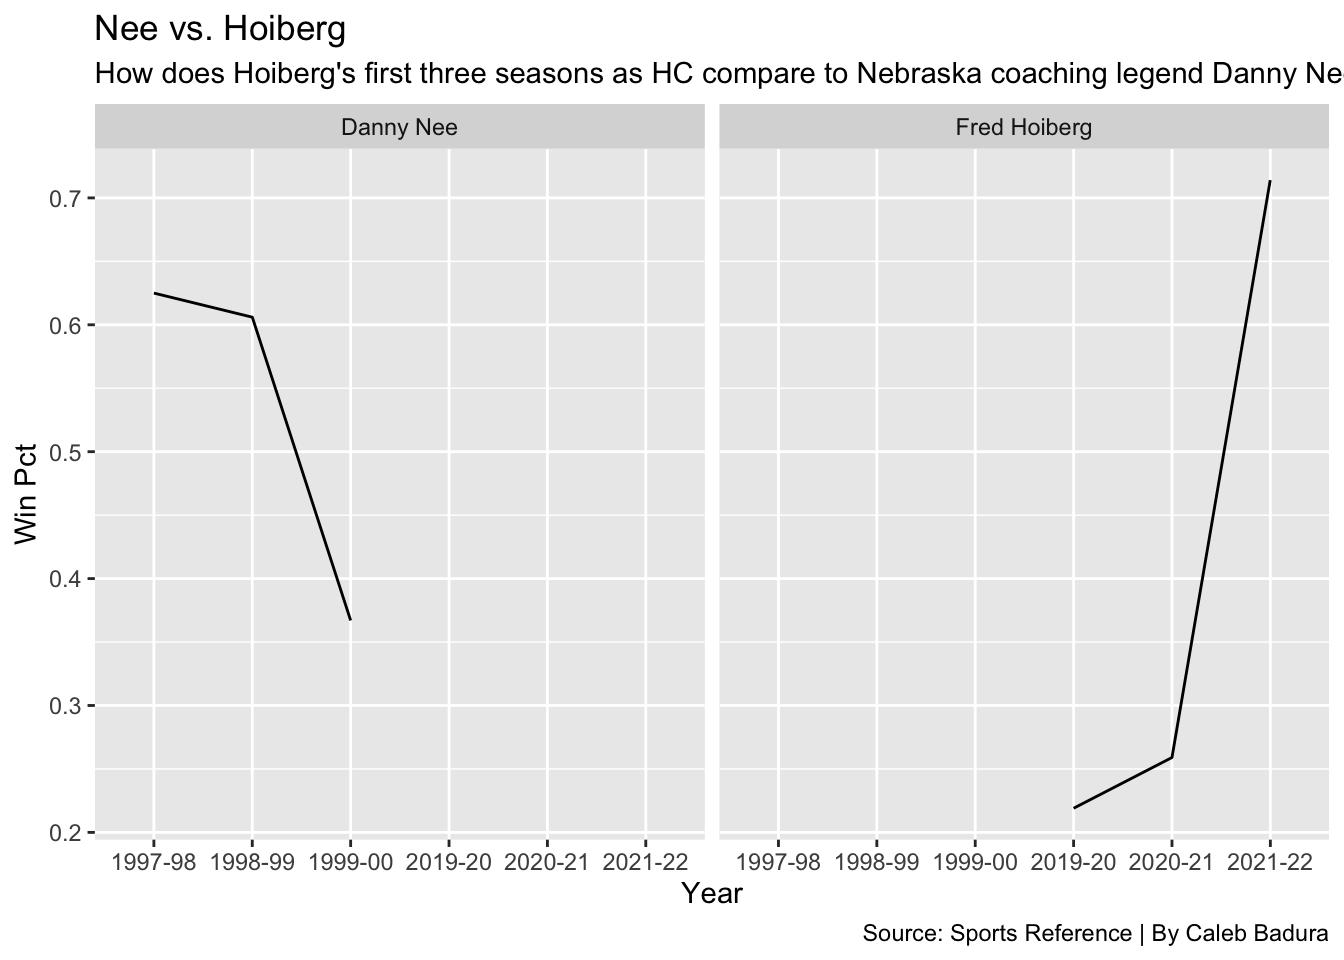 Nee vs. Hoiberg
How does Hoiberg's first three seasons as HC compare to Nebraska coaching legend Danny Ne
Danny Nee
Fred Hoiberg
0.7
0.6
0.5
0.4
0.3
0.2
Win Pct
1997-98 1998-99 1999-00 2019-20 2020-21 2021-22
1997-98 1998-99 1999-00 2019-20 2020-21 2021-22
Year
Source: Sports Reference | By Caleb Badura